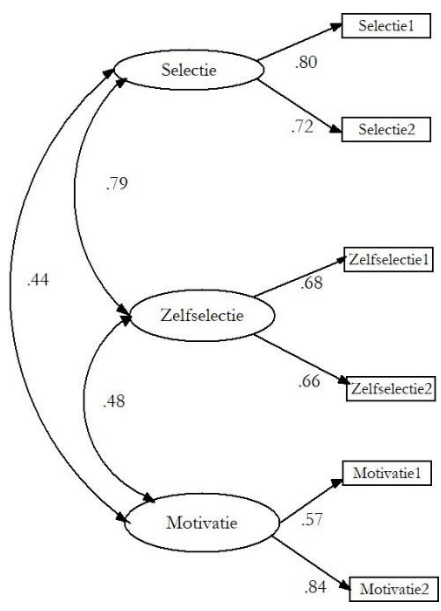 Selectie1
Selectie
.80
.72
Selectie2
.79
Zelfselectie1
.44
.68
Zelfselectie
.66
Zelfselectie2
.48
Motivatie1
Motivatie
.57
.84
Motivatie2